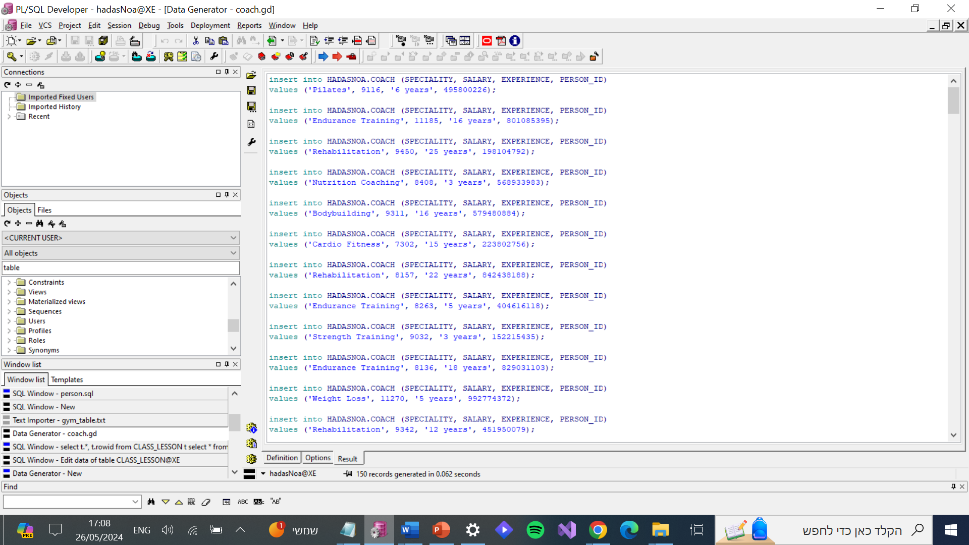 PL/SQL Developer - hadasNoa@XE - [Data Generator - coach.gd]
File VCS Project Edit Session Debug Tools Deployment Reports Window Help
Connections
Imported Fixed Users
Imported History
Recent
Objects
Objects Files
<CURRENT USER>
All objects
table
Constraints
Views
Materialized views
Sequences
Users
Profiles
Roles
Synonyms
Window list
Window list Templates
SQL Window - person.sql
SQL Window - New
Text Importer - gym_table.txt
Data Generator - coach.gd
SQL Window - select t.*, t.rowid from CLASS_LESSON t select * from
SQL Window - Edit data of table CLASS_LESSON@XE
Data Generator - New
insert into HADASNOA.COACH (SPECIALITY, SALARY, EXPERIENCE, PERSON_ID)
values ('Pilates', 9116, '6 years', 495800226);
insert into HADASNOA.COACH (SPECIALITY, SALARY, EXPERIENCE, PERSON_ID)
values ('Endurance Training', 11185, '16 years', 801085395);
insert into HADASNOA.COACH (SPECIALITY, SALARY, EXPERIENCE, PERSON_ID)
values ('Rehabilitation', 9450, '25 years', 198104792);
insert into HADASNOA.COACH (SPECIALITY, SALARY, EXPERIENCE, PERSON_ID)
values ('Nutrition Coaching', 8408, '3 years', 568933983);
insert into HADASNOA.COACH (SPECIALITY, SALARY, EXPERIENCE, PERSON_ID)
values ('Bodybuilding', 9311, '16 years', 579480884);
insert into HADASNOA.COACH (SPECIALITY, SALARY, EXPERIENCE, PERSON_ID)
values ('Cardio Fitness', 7302, '15 years', 223802756);
insert into HADASNOA.COACH (SPECIALITY, SALARY, EXPERIENCE, PERSON_ID)
values ('Rehabilitation', 8157, '22 years', 842438188);
insert into HADASNOA.COACH (SPECIALITY, SALARY, EXPERIENCE, PERSON_ID)
values ('Endurance Training', 8263, '5 years', 404616118);
insert into HADASNOA.COACH (SPECIALITY, SALARY, EXPERIENCE, PERSON_ID)
values ('Strength Training', 9032, '3 years', 152215435);
insert into HADASNOA.COACH (SPECIALITY, SALARY, EXPERIENCE, PERSON_ID)
values ('Endurance Training', 8136, '18 years', 829031103);
insert into HADASNOA.COACH (SPECIALITY, SALARY, EXPERIENCE, PERSON_ID)
values ('Weight Loss', 11270, '5 years', 992774372);
insert into HADASNOA.COACH (SPECIALITY, SALARY, EXPERIENCE, PERSON_ID)
values ('Rehabilitation', 9342, '12 years', 451950079);
Definition Options Result
hadasNoa@XE 150 records generated in 0.062 seconds
Find
ABC
17:08
26/05/2024
ENG
שמשי
הקלד כאן כדי לחפש